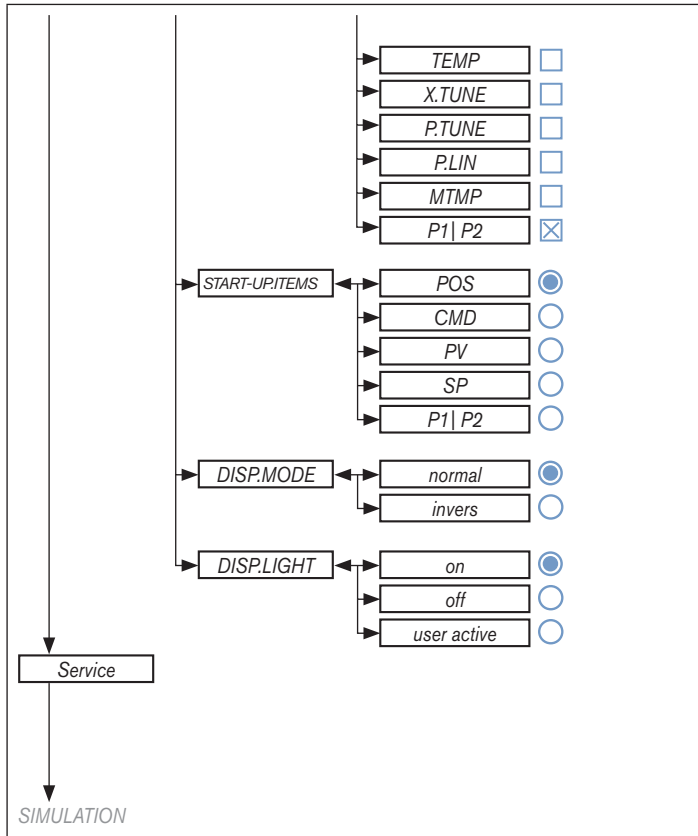 TEMP
X.TUNE
P.TUNE
P.LIN
MTMP
P1| P2
START-UP.ITEMS
POS
CMD
PV
SP
P1| P2
DISP.MODE
normal
invers
DISP.LIGHT
on
off
user active
Service
SIMULATION